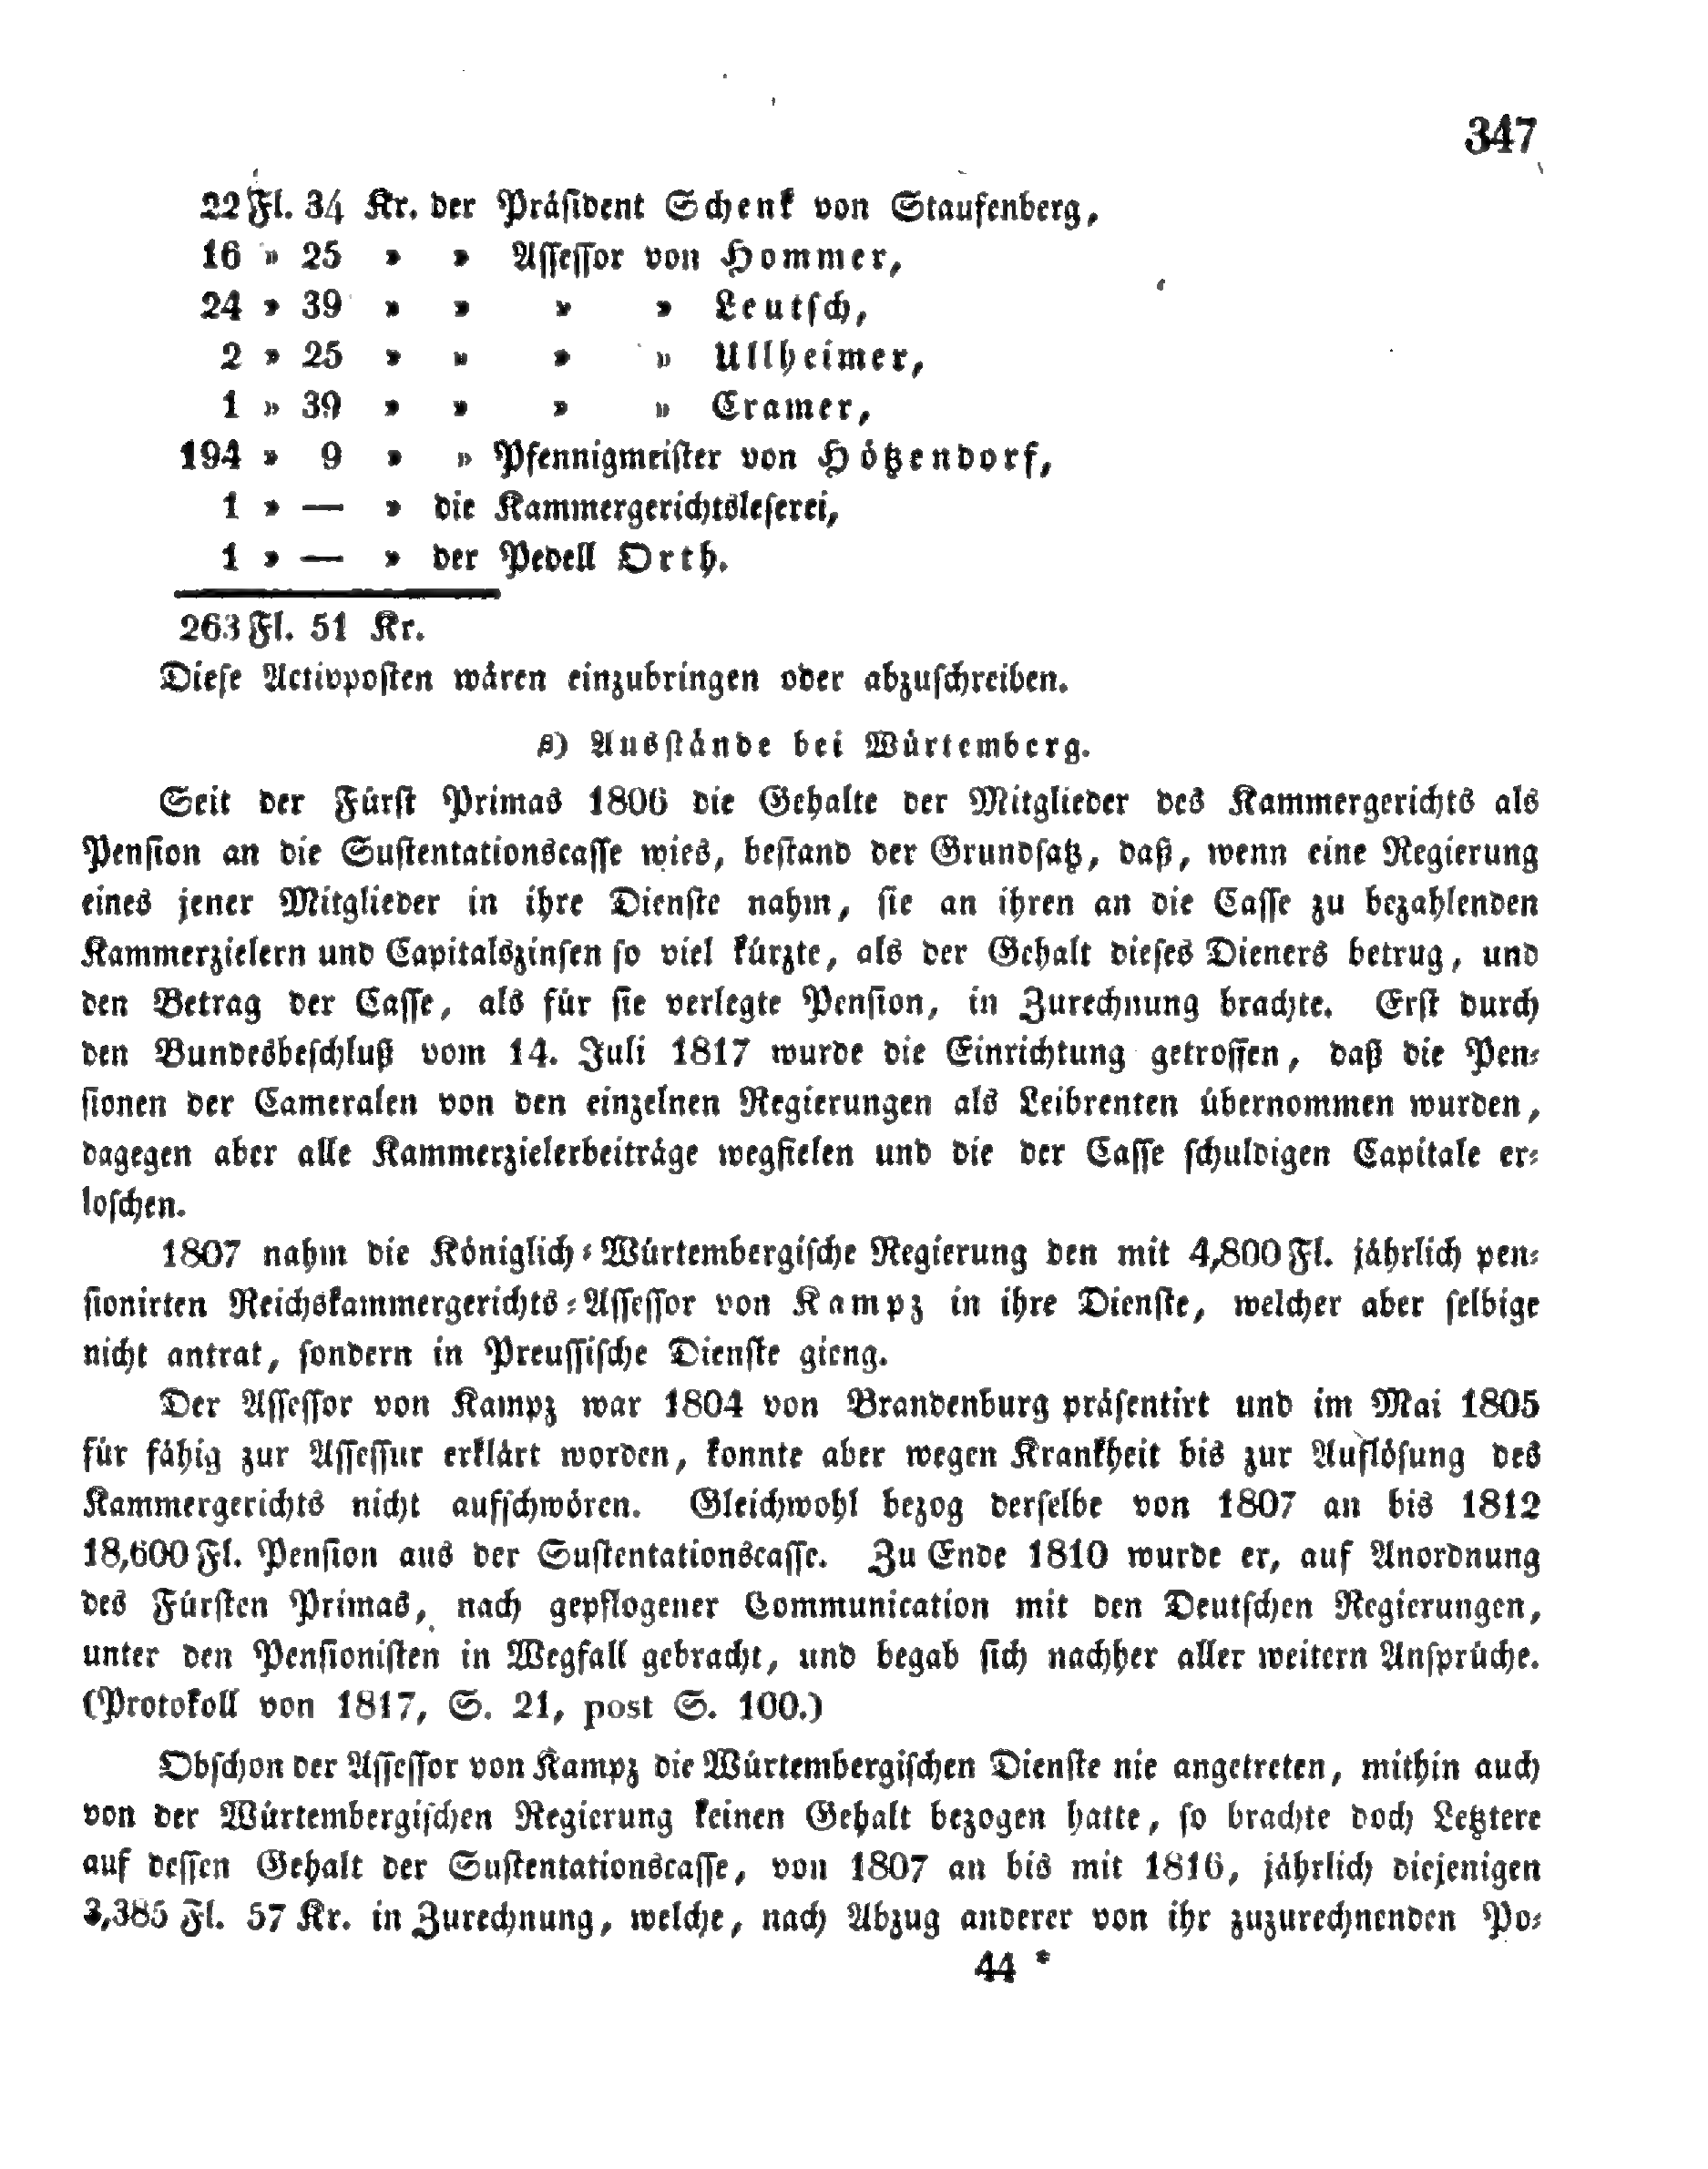 347
22 Fl. 34 Kr. der Präsident Schenk von Staufenberg,
16 » 25 » » Assessor von Hommer,
24 » 39 » » » » Leutsch,
2 » 25 » » » » Ullheimer,
1 » 39 » » » » Cramer,
194 » 9 » » Pfennigmeister von Hötzendorf,
1 » — » die Kammergerichtsleserei,
1 » — » der Pedell Orth.
263 Fl. 51 Kr.
Diese Activposten wären einzubringen oder abzuschreiben.
β) Ausstände bei Würtemberg.
Seit der Fürst Primas 1806 die Gehalte der Mitglieder des Kammergerichts als
Pension an die Sustentationscasse wies, bestand der Grundsatz, daß, wenn eine Regierung
eines jener Mitglieder in ihre Dienste nahm, sie an ihren an die Casse zu bezahlenden
Kammerzielern und Capitalszinsen so viel kürzte, als der Gehalt dieses Dieners betrug, und
den Betrag der Casse, als für sie verlegte Pension, in Zurechnung brachte. Erst durch
den Bundesbeschluß vom 14. Juli 1817 wurde die Einrichtung getroffen, daß die Pen-
sionen der Cameralen von den einzelnen Regierungen als Leibrenten übernommen wurden,
dagegen aber alle Kammerzielerbeiträge wegfielen und die der Casse schuldigen Capitale er-
loschen.
1807 nahm die Königlich-Würtembergische Regierung den mit 4,800 Fl. jährlich pen-
sionirten Reichskammergerichts-Assessor von Kampz in ihre Dienste, welcher aber selbige
nicht antrat, sondern in Preussische Dienste gieng.
Der Assessor von Kampz war 1804 von Brandenburg präsentirt und im Mai 1805
für fähig zur Assessur erklärt worden, konnte aber wegen Krankheit bis zur Auflösung des
Kammergerichts nicht aufschwören. Gleichwohl bezog derselbe von 1807 an bis 1812
18,600 Fl. Pension aus der Sustentationscasse. Zu Ende 1810 wurde er, auf Anordnung
des Fürsten Primas, nach gepflogener Communication mit den Deutschen Regierungen,
unter den Pensionisten in Wegfall gebracht, und begab sich nachher aller weitern Ansprüche.
(Protokoll von 1817, S. 21, post S. 100.)
Obschon der Assessor von Kampz die Würtembergischen Dienste nie angetreten, mithin auch
von der Würtembergischen Regierung keinen Gehalt bezogen hatte, so brachte doch Letztere
auf dessen Gehalt der Sustentationscasse, von 1807 an bis mit 1816, jährlich diejenigen
3,385 Fl. 57 Kr. in Zurechnung, welche, nach Abzug anderer von ihr zuzurechnenden Po-
44 *